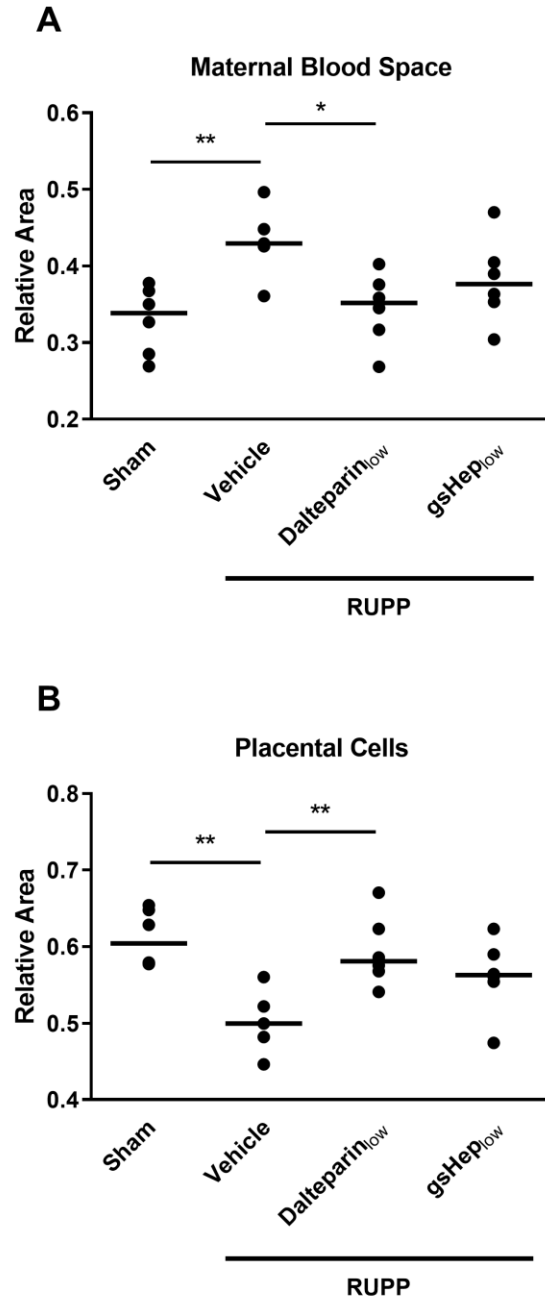 A
Maternal Blood Space
Relative Area
0.6
0.5
0.4
0.3
0.2
**
*
Sham
Vehicle
Dalteparinlow
gsHeplow
RUPP
B
Placental Cells
Relative Area
0.8
0.7
0.6
0.5
0.4
**
**
Sham
Vehicle
Dalteparinlow
gsHeplow
RUPP